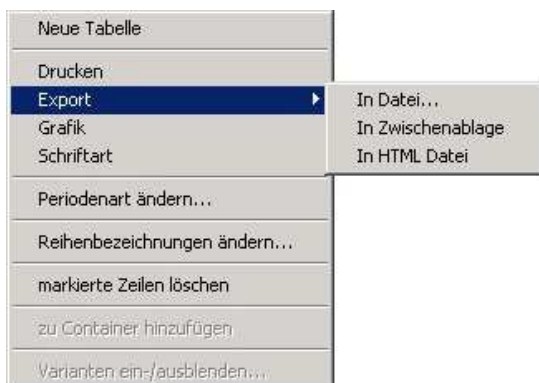 Neue Tabelle
Drucken
Export
In Datei...
In Zwischenablage
In HTML Datei
Grafik
Schriftart
Periodenart ändern...
Reihenbezeichnungen ändern...
markierte Zeilen löschen
zu Container hinzufügen
Varianten ein-/ausblenden...